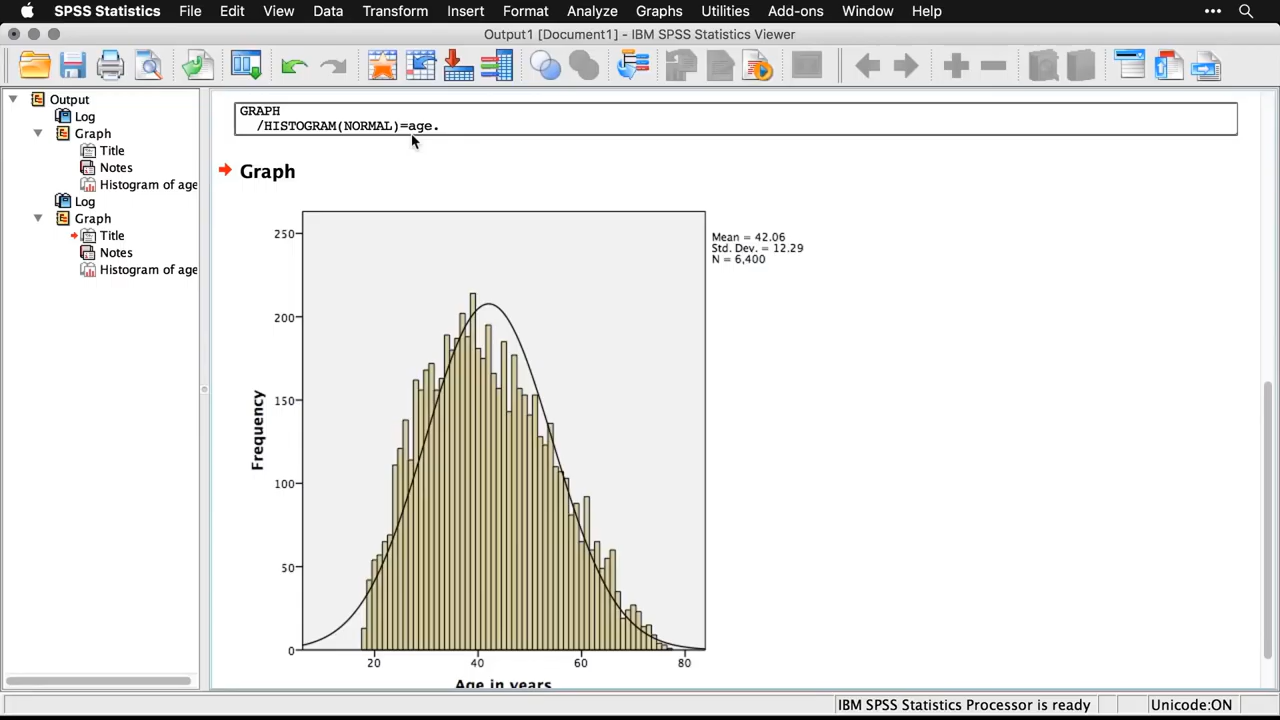 SPSS Statistics File Edit View Data Transform Insert Format Analyze Graphs Utilities Add-ons Window Help
Output1 [Document1] - IBM SPSS Statistics Viewer
Output
Log
Graph
Title
Notes
Histogram of age
Log
Graph
Title
Notes
Histogram of age
GRAPH
/HISTOGRAM(NORMAL)=age.
Graph
Mean = 42.06
Std. Dev. = 12.29
N = 6,400
250
200
150
100
50
0
Frequency
20 40 60 80
Age in years
IBM SPSS Statistics Processor is ready Unicode:ON